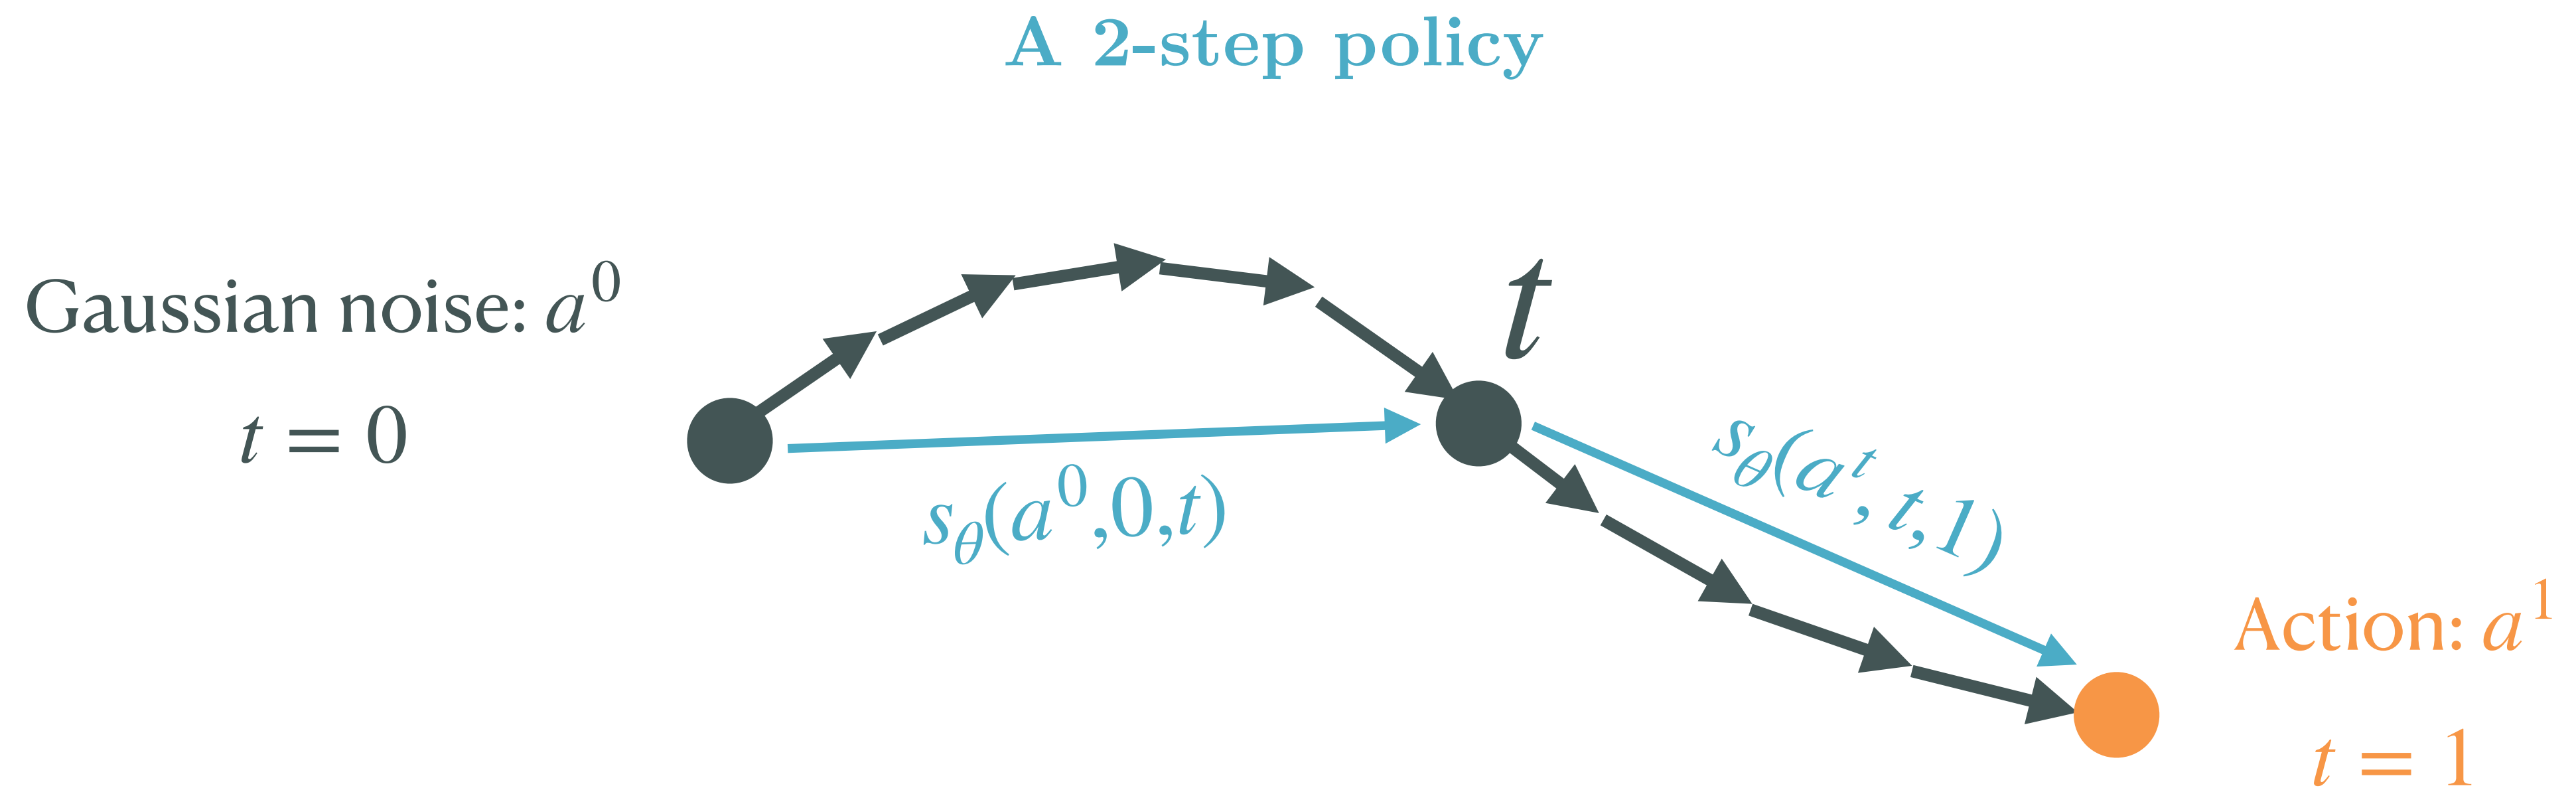 A 2-step policy
Gaussian noise: a⁰
t = 0
t
s_θ(a⁰,0,t)
s_θ(aᵗ, t,1)
Action: a¹
t = 1